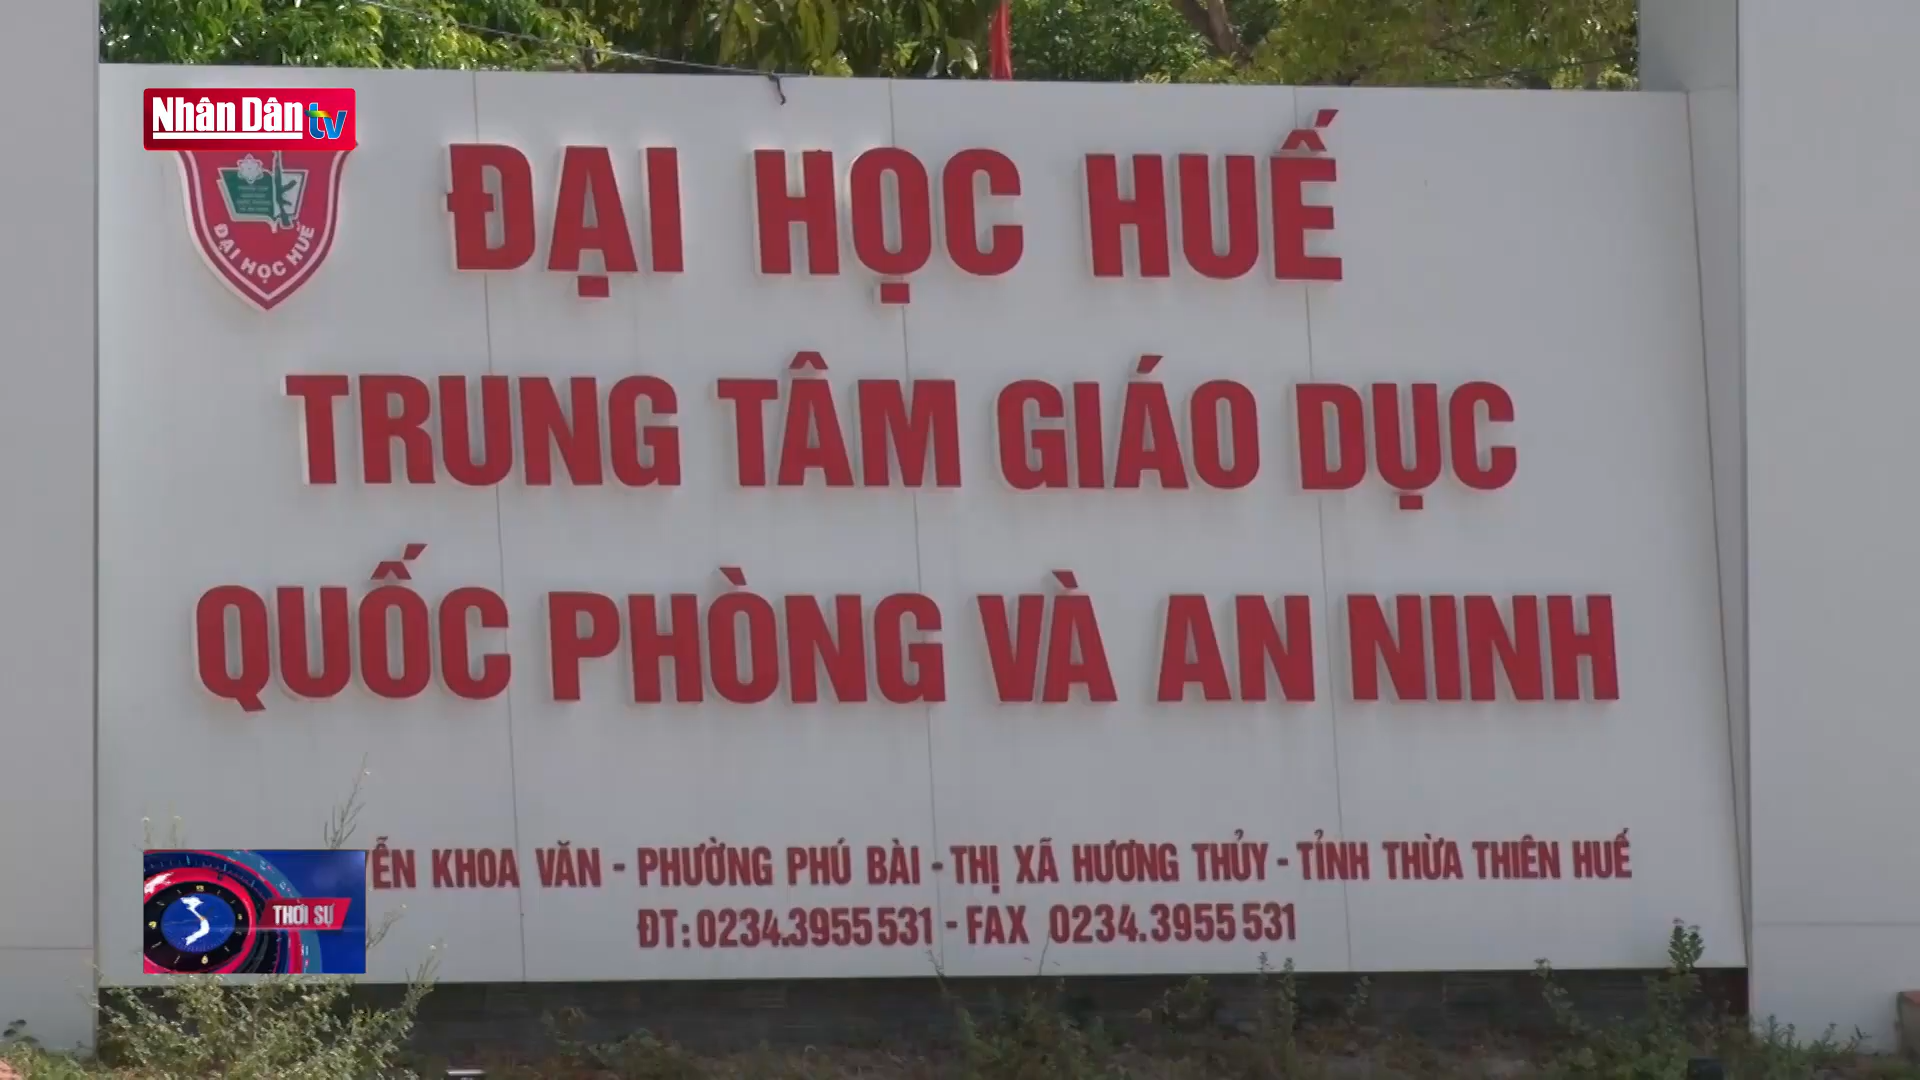 Nhân Dân tv
ĐẠI HỌC HUẾ
ĐẠI HỌC HUẾ
TRUNG TÂM GIÁO DỤC
QUỐC PHÒNG VÀ AN NINH
KHOA VĂN - PHƯỜNG PHÚ BÀI - THỊ XÃ HƯƠNG THỦY - TỈNH THỪA THIÊN HUẾ
THỜI SỰ
ĐT: 0234.3955531 - FAX 0234.3955531